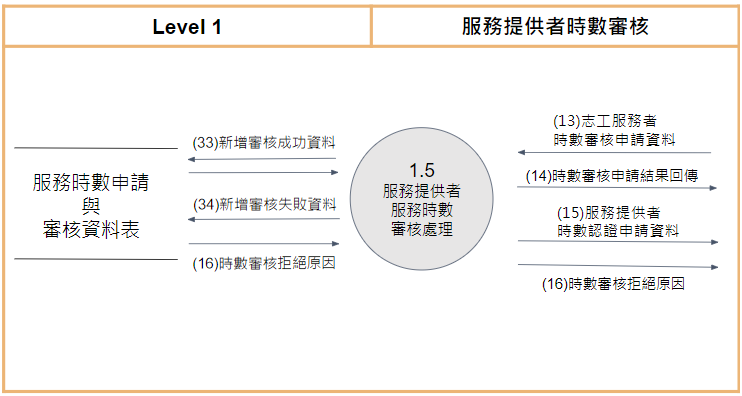 Level 1
服務提供者時數審核
(33)新增審核成功資料
服務時數申請
與
審核資料表
(34)新增審核失敗資料
(16)時數審核拒絕原因
1.5
服務提供者
服務時數
審核處理
(13)志工服務者
時數審核申請資料
(14)時數審核申請結果回傳
(15)服務提供者
時數認證申請資料
(16)時數審核拒絕原因